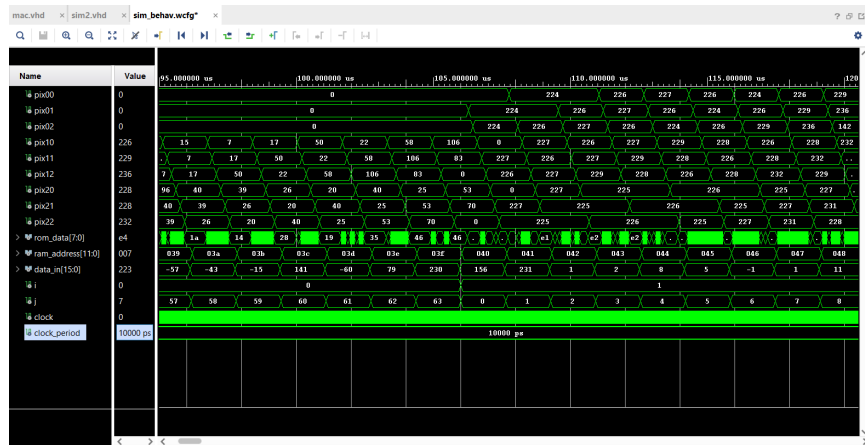 mac.vhd × sim2.vhd × sim_behav.wcfg* ×
Name Value 95.000000 us 100.000000 us 105.000000 us 110.000000 us 115.000000 us 120
pix00 0 0 224 226 227 226 224 226 229
pix01 0 0 224 226 227 226 224 226 229 236
pix02 0 0 224 226 227 226 224 226 229 236 142
pix10 226 15 7 17 50 22 58 106 0 227 226 227 229 228 226 228 232
pix11 229 7 17 50 22 58 106 83 227 226 227 229 228 226 228 232
pix12 236 7 17 50 22 58 106 83 0 226 227 229 228 226 228 232 229
pix20 228 96 40 39 26 20 40 25 53 0 227 225 226 225 227
pix21 228 40 39 26 20 40 25 53 70 227 225 226 225 227 231
pix22 232 39 26 20 40 25 53 70 0 225 226 225 227 231 228
rom_data[7:0] e4 1a 14 28 19 35 46 46 e1 e2 e2
ram_address[11:0] 007 039 03a 03b 03c 03d 03e 03f 040 041 042 043 044 045 046 047 048
data_in[15:0] 223 -57 -43 -15 141 -60 79 230 156 231 1 2 8 5 -1 1 11
i 0 0 1
j 7 57 58 59 60 61 62 63 0 1 2 3 4 5 6 7 8
clock 0
clock_period 10000 ps 10000 ps